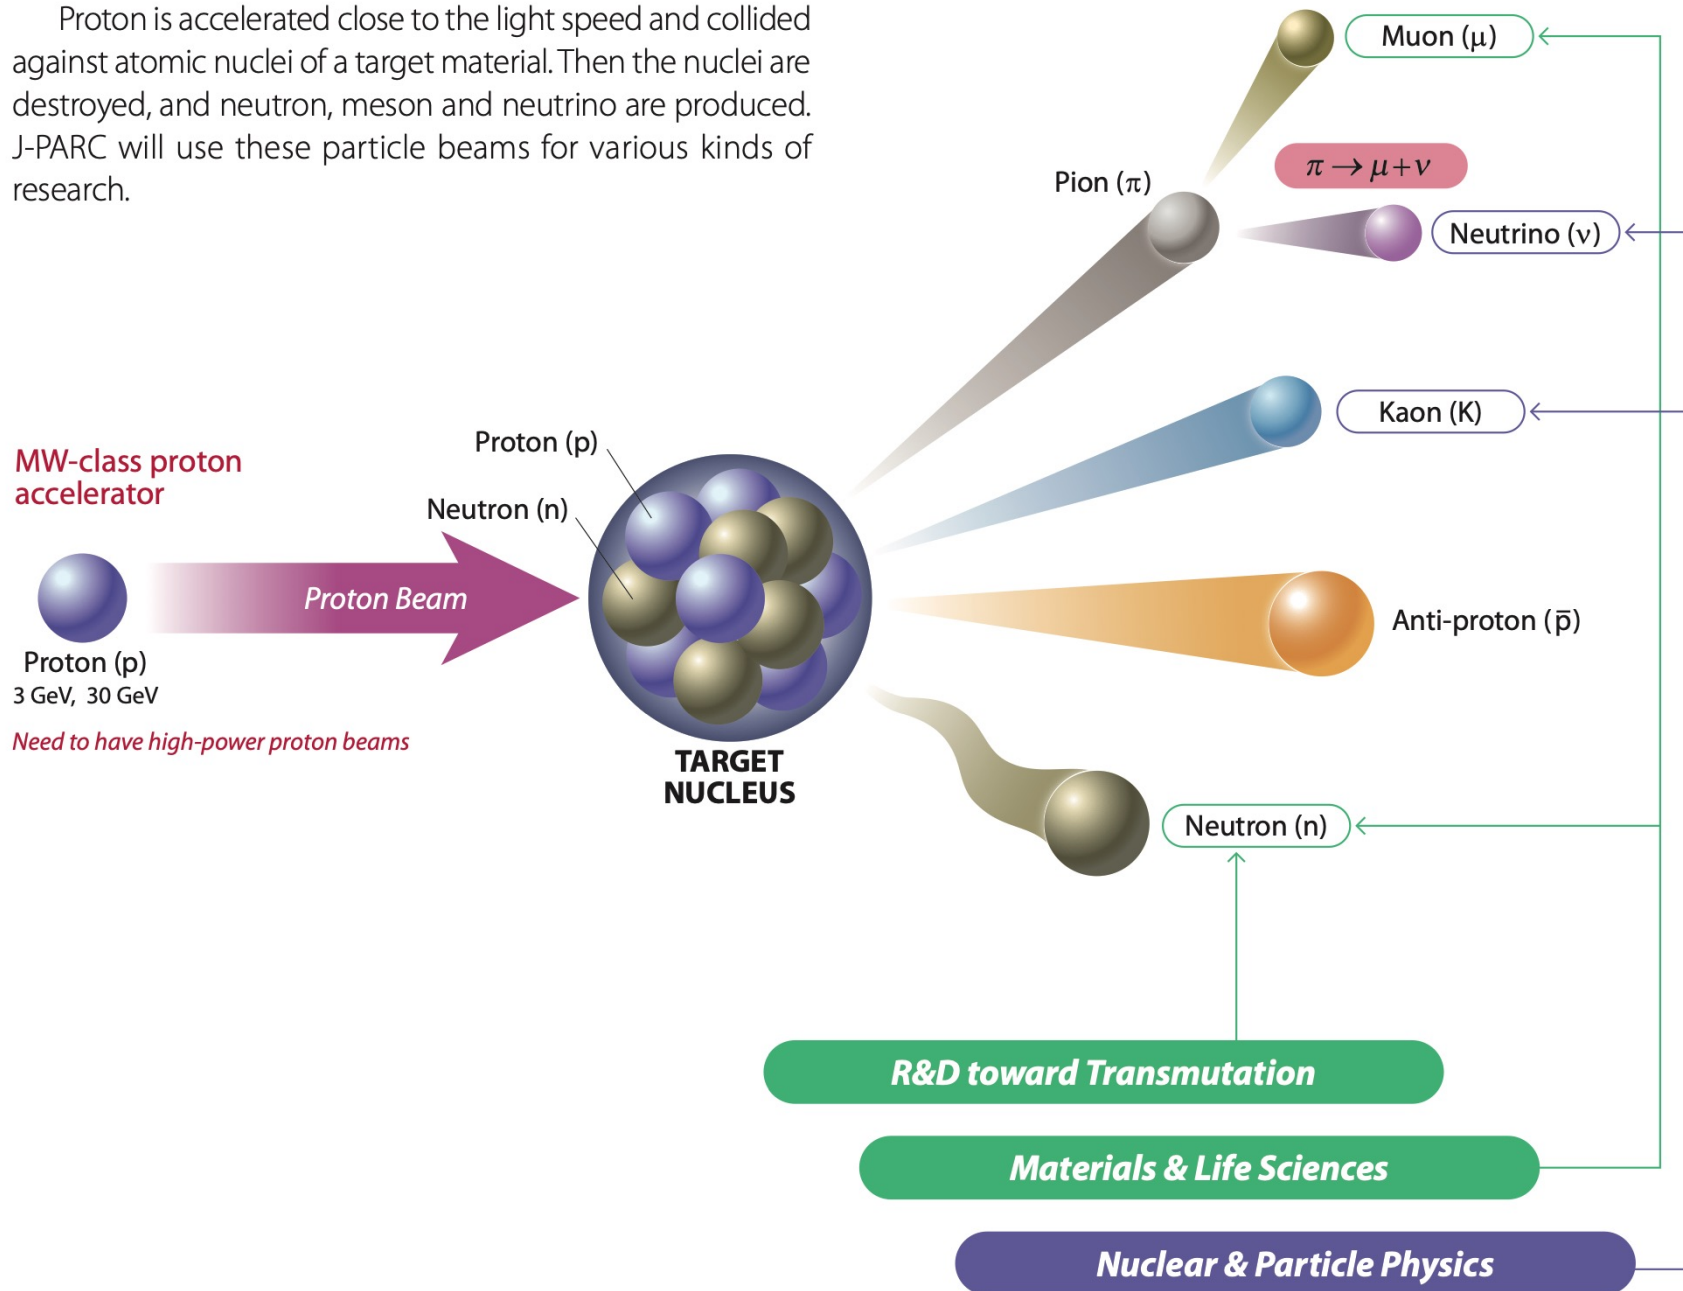 Proton is accelerated close to the light speed and collided
against atomic nuclei of a target material. Then the nuclei are
destroyed, and neutron, meson and neutrino are produced.
J-PARC will use these particle beams for various kinds of
research.
Muon (μ)
π → μ+ν
Pion (π)
Neutrino (ν)
Kaon (K)
Proton (p)
MW-class proton
accelerator
Neutron (n)
Proton Beam
Anti-proton (p̅)
Proton (p)
3 GeV, 30 GeV
Need to have high-power proton beams
TARGET
NUCLEUS
Neutron (n)
R&D toward Transmutation
Materials & Life Sciences
Nuclear & Particle Physics